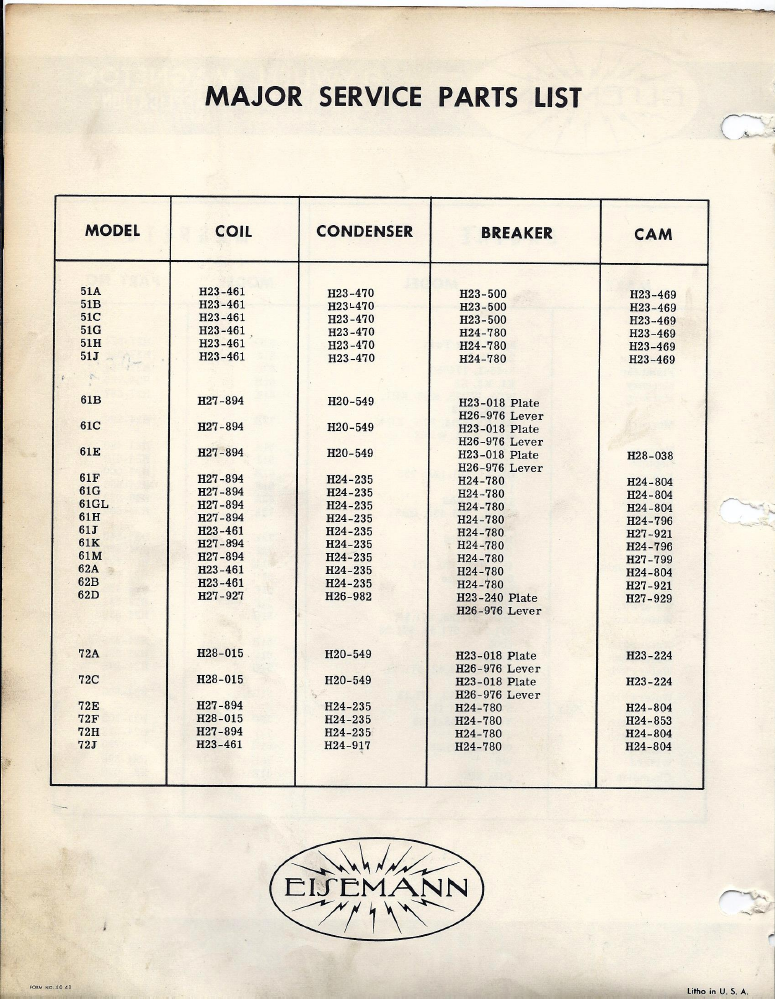 MAJOR SERVICE PARTS LIST
MODEL COIL CONDENSER BREAKER CAM
51A H23-461 H23-470 H23-500 H23-469
51B H23-461 H23-470 H23-500 H23-469
51C H23-461 H23-470 H23-500 H23-469
51G H23-461 H23-470 H24-780 H23-469
51H H23-461 H23-470 H24-780 H23-469
51J H23-461 H23-470 H24-780 H23-469
61B H27-894 H20-549 H23-018 Plate
H26-976 Lever
61C H27-894 H20-549 H23-018 Plate
H26-976 Lever
61E H27-894 H20-549 H23-018 Plate H28-038
H26-976 Lever
61F H27-894 H24-235 H24-780 H24-804
61G H27-894 H24-235 H24-780 H24-804
61GL H27-894 H24-235 H24-780 H24-804
61H H27-894 H24-235 H24-780 H24-796
61J H23-461 H24-235 H24-780 H27-921
61K H27-894 H24-235 H24-780 H24-796
61M H27-894 H24-235 H24-780 H27-799
62A H23-461 H24-235 H24-780 H24-804
62B H23-461 H24-235 H24-780 H27-921
62D H27-927 H26-982 H23-240 Plate H27-929
H26-976 Lever
72A H28-015 H20-549 H23-018 Plate H23-224
H26-976 Lever
72C H28-015 H20-549 H23-018 Plate H23-224
H26-976 Lever
72E H27-894 H24-235 H24-780 H24-804
72F H28-015 H24-235 H24-780 H24-853
72H H27-894 H24-235 H24-780 H24-804
72J H23-461 H24-917 H24-780 H24-804
EISEMANN
FORM NO.
Litho in U. S. A.